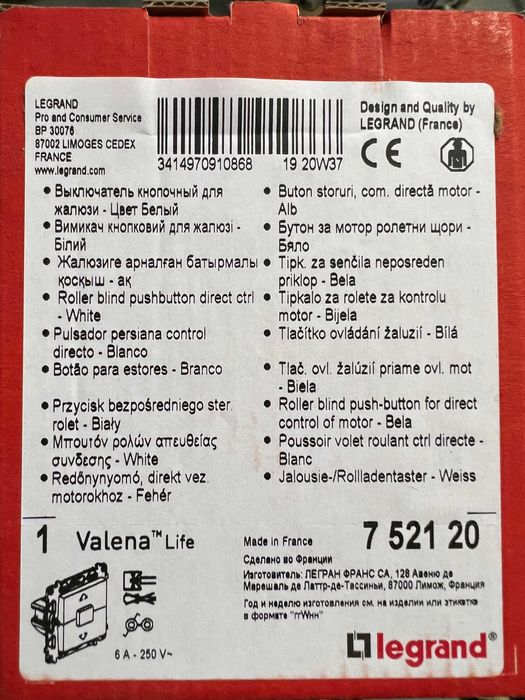 LEGRAND
Pro and Consumer Service
BP 30076
87002 LIMOGES CEDEX
FRANCE
www.legrand.com
3414970910868
19 20W37
Design and Quality by
LEGRAND (France)
CE
• Выключатель кнопочный для
жалюзи - Цвет Белый
• Вимикач кнопковий для жалюзі -
Білий
• Жалюзиге арналған батырмалы
қосқыш - ақ
• Roller blind pushbutton direct ctrl
- White
• Pulsador persiana control
directo - Blanco
• Botão para estores - Branco
• Przycisk bezpośredniego ster.
rolet - Biały
• Μπουτόν ρολών απευθείας
συνδεσης - White
• Redőnynyomó, direkt vez.
motorokhoz - Fehér
• Buton storuri, com. directă motor -
Alb
• Бутон за мотор ролетни щори -
Бяло
• Tipk. za senčila neposreden
priklop - Bela
• Tipkalo za rolete za kontrolu
motor - Bijela
• Tlačítko ovládání žaluzií - Bílá
• Tlač. ovl. žalúzií priame ovl. mot
- Biela
• Roller blind push-button for direct
control of motor - Bela
• Poussoir volet roulant ctrl directe -
Blanc
• Jalousie-/Rollladentaster - Weiss
1 Valena™ Life
6 A - 250 V~
Made in France
7 521 20
Сделано во Франции
Изготовитель: ЛЕГРАН ФРАНС СА, 128 Авеню де
Марешаль де Латтр-де-Тассиньи, 87000 Лимож, Франция
Год и неделю изготовления см. на изделии или этикетке
в формате "ггWнн"
legrand®